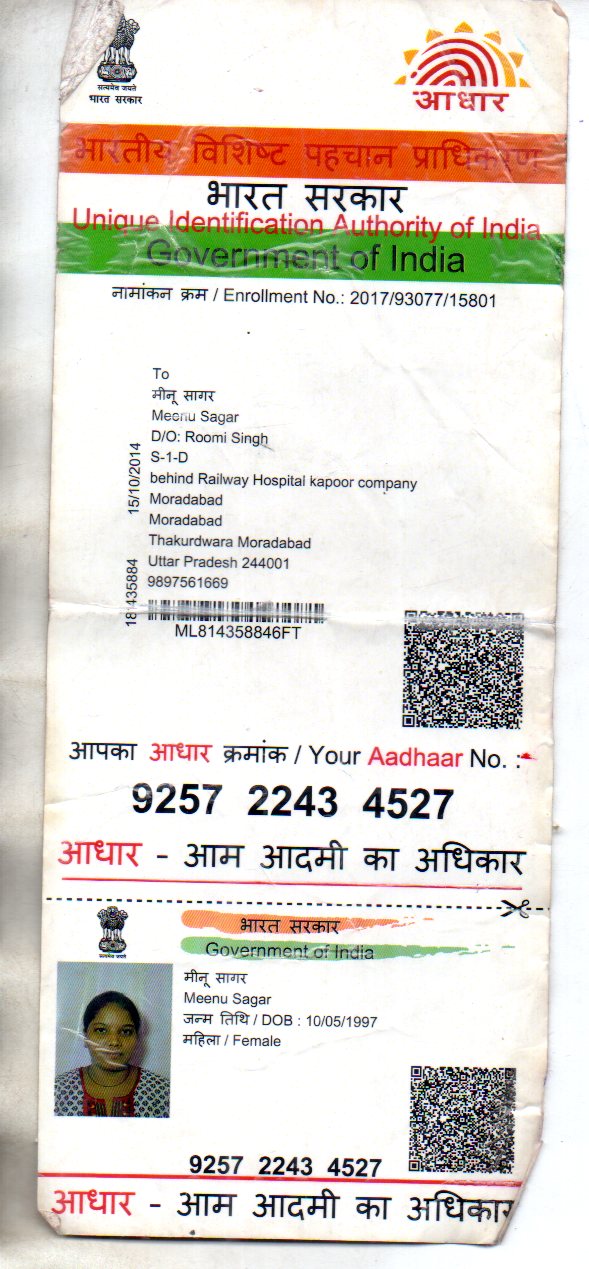 सत्यमेव जयते
भारत सरकार
आधार
भारतीय विशिष्ट पहचान प्राधिकरण
भारत सरकार
Unique Identification Authority of India
Government of India
नामांकन क्रम / Enrollment No.: 2017/93077/15801
To
मीनू सागर
Meenu Sagar
D/O: Roomi Singh
S-1-D
behind Railway Hospital kapoor company
Moradabad
Moradabad
Thakurdwara Moradabad
Uttar Pradesh 244001
9897561669
15/10/2014
181435884
ML814358846FT
आपका आधार क्रमांक / Your Aadhaar No. :
9257 2243 4527
आधार - आम आदमी का अधिकार
सत्यमेव जयते
भारत सरकार
Government of India
मीनू सागर
Meenu Sagar
जन्म तिथि / DOB : 10/05/1997
महिला / Female
9257 2243 4527
आधार - आम आदमी का अधिकार